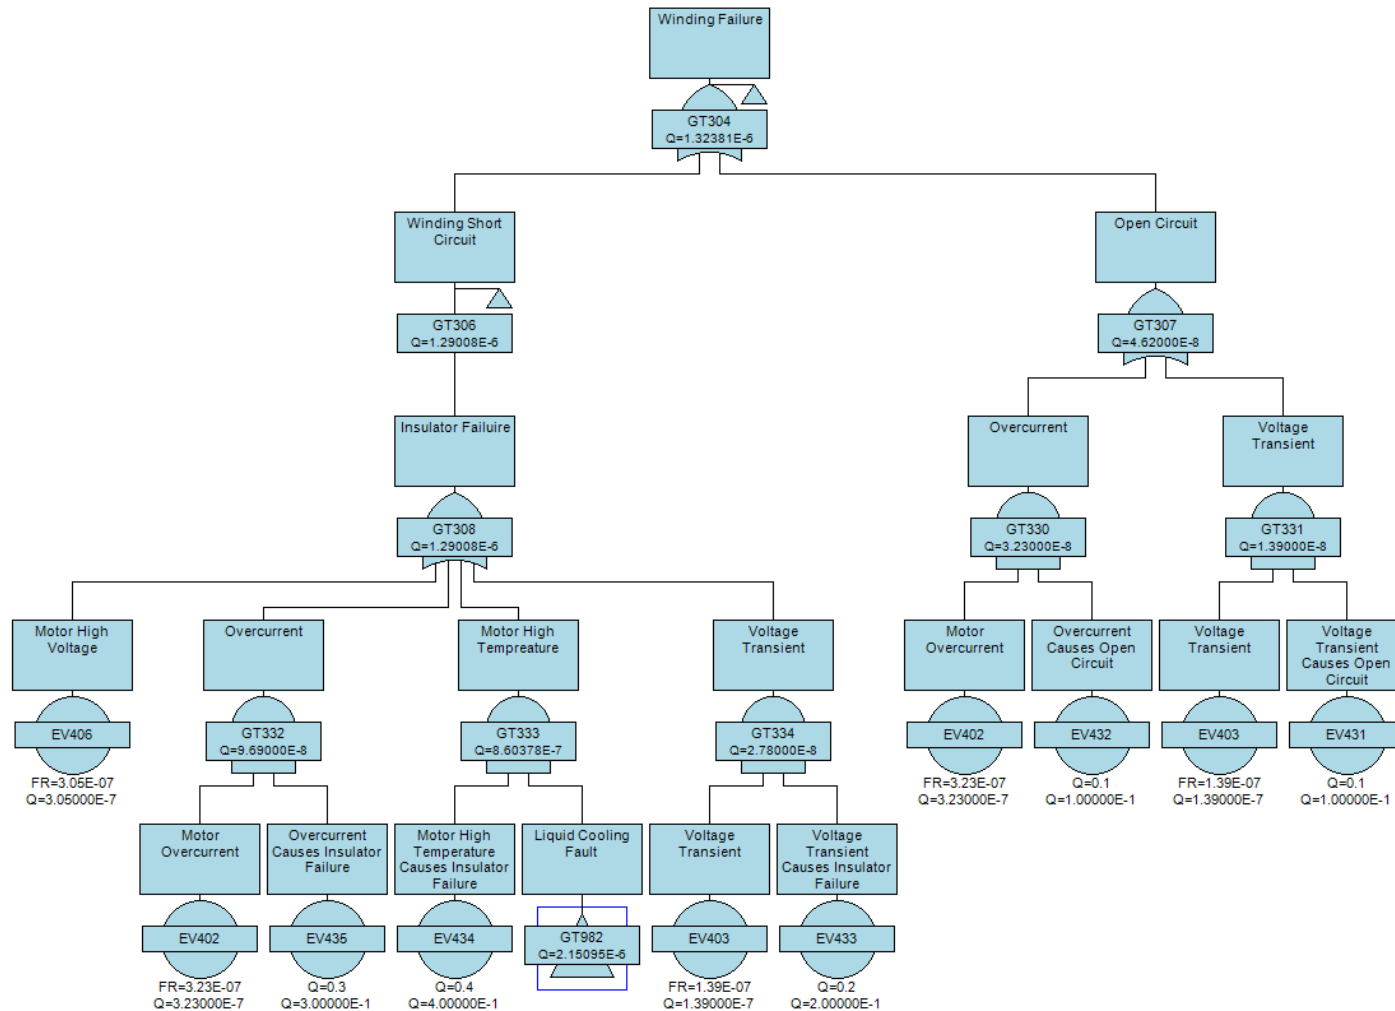 Winding Failure
GT304
Q=1.32381E-6
Winding Short
Circuit
GT306
Q=1.29008E-6
Open Circuit
GT307
Q=4.62000E-8
Insulator Failuire
GT308
Q=1.29008E-6
Overcurrent
GT330
Q=3.23000E-8
Voltage
Transient
GT331
Q=1.39000E-8
Motor High
Voltage
EV406
FR=3.05E-07
Q=3.05000E-7
Overcurrent
GT332
Q=9.69000E-8
Motor High
Tempreature
GT333
Q=8.60378E-7
Voltage
Transient
GT334
Q=2.78000E-8
Motor
Overcurrent
EV402
FR=3.23E-07
Q=3.23000E-7
Overcurrent
Causes Open
Circuit
EV432
Q=0.1
Q=1.00000E-1
Voltage
Transient
EV403
FR=1.39E-07
Q=1.39000E-7
Voltage
Transient
Causes Open
Circuit
EV431
Q=0.1
Q=1.00000E-1
Motor
Overcurrent
EV402
FR=3.23E-07
Q=3.23000E-7
Overcurrent
Causes Insulator
Failure
EV435
Q=0.3
Q=3.00000E-1
Motor High
Temperature
Causes Insulator
Failure
EV434
Q=0.4
Q=4.00000E-1
Liquid Cooling
Fault
GT982
Q=2.15095E-6
Voltage
Transient
EV403
FR=1.39E-07
Q=1.39000E-7
Voltage
Transient
Causes Insulator
Failure
EV433
Q=0.2
Q=2.00000E-1